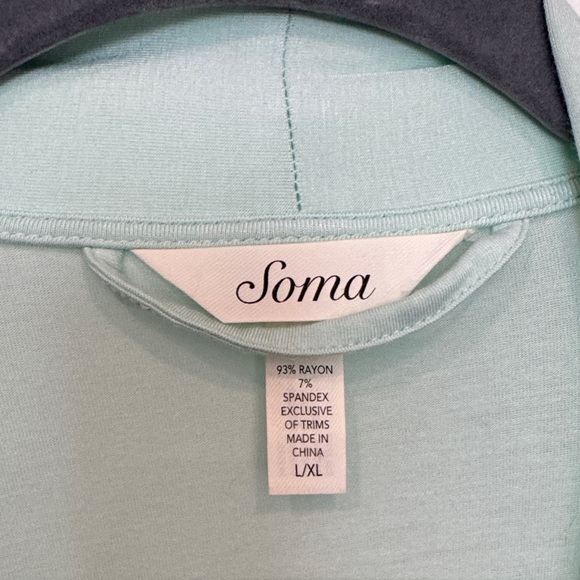 Soma
93% RAYON
7%
SPANDEX
EXCLUSIVE
OF TRIMS
MADE IN
CHINA
L/XL